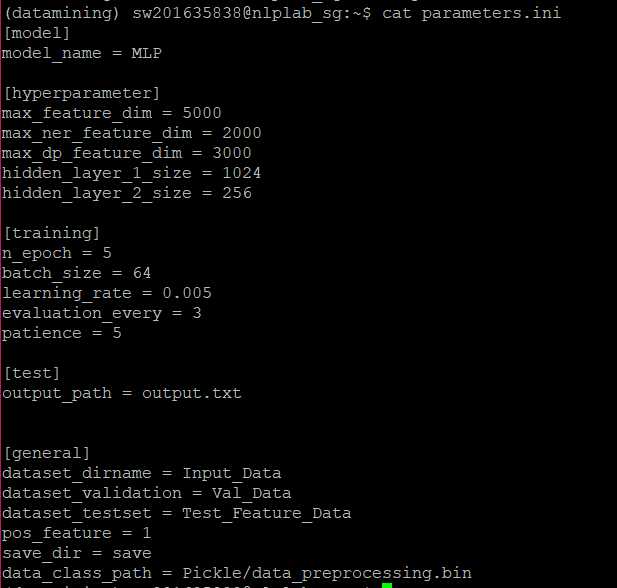 (datamining) sw201635838@nlplab_sg:~$ cat parameters.ini
[model]
model_name = MLP
[hyperparameter]
max_feature_dim = 5000
max_ner_feature_dim = 2000
max_dp_feature_dim = 3000
hidden_layer_1_size = 1024
hidden_layer_2_size = 256
[training]
n_epoch = 5
batch_size = 64
learning_rate = 0.005
evaluation_every = 3
patience = 5
[test]
output_path = output.txt
[general]
dataset_dirname = Input_Data
dataset_validation = Val_Data
dataset_testset = Test_Feature_Data
pos_feature = 1
save_dir = save
data_class_path = Pickle/data_preprocessing.bin